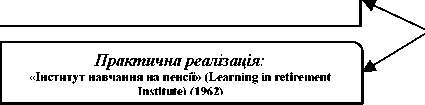 Практична реалізація:
«Інститут навчання на пенсії» (Learning in retirement
Institute) (1962)